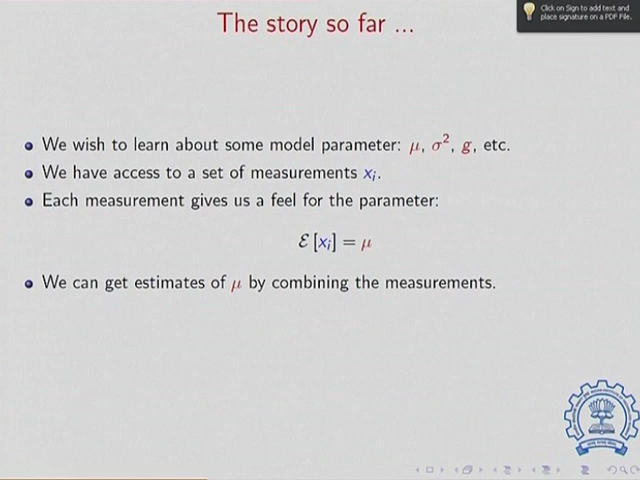 Click on Sign to add text and
place signature on a PDF File.
The story so far ...
We wish to learn about some model parameter: μ, σ², g, etc.
We have access to a set of measurements xᵢ.
Each measurement gives us a feel for the parameter:
ℰ [xᵢ] = μ
We can get estimates of μ by combining the measurements.